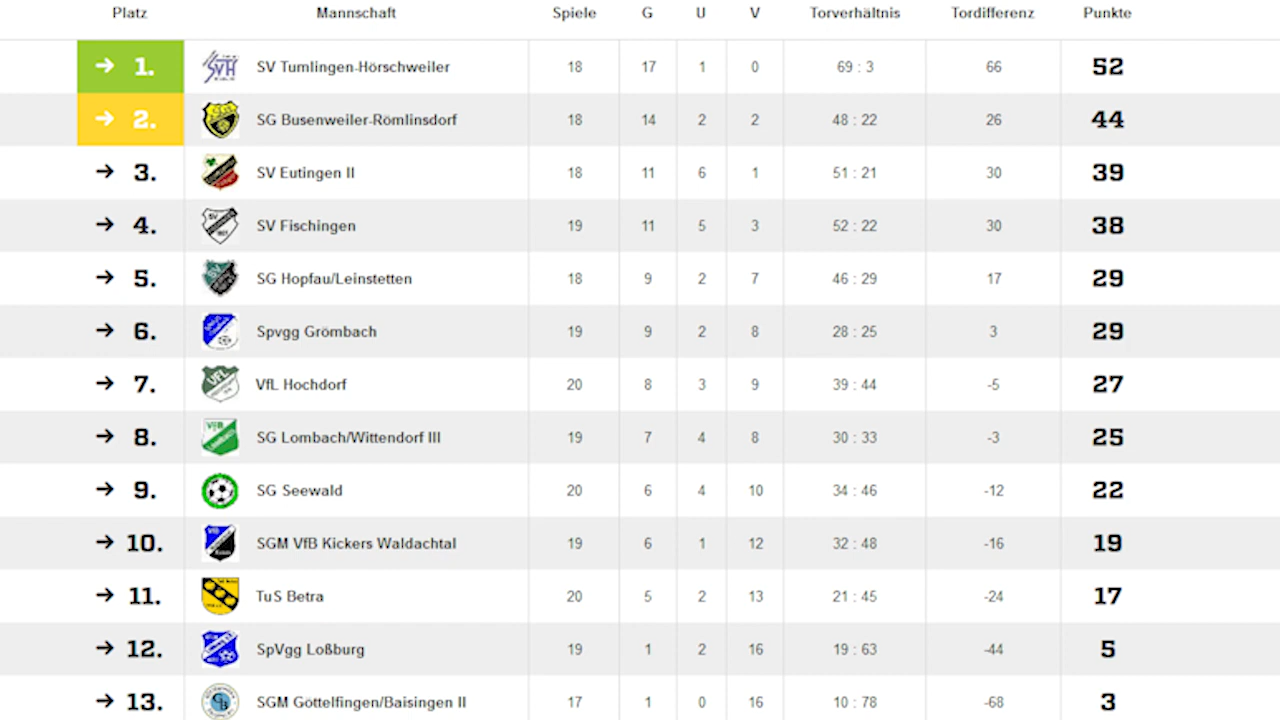 Platz Mannschaft Spiele G U V Torverhältnis Tordifferenz Punkte
→ 1. SV Tumlingen-Hörschweiler 18 17 1 0 69 : 3 66 52
→ 2. SG Busenweiler-Römlinsdorf 18 14 2 2 48 : 22 26 44
→ 3. SV Eutingen II 18 11 6 1 51 : 21 30 39
→ 4. SV Fischingen 19 11 5 3 52 : 22 30 38
→ 5. SG Hopfau/Leinstetten 18 9 2 7 46 : 29 17 29
→ 6. Spvgg Grömbach 19 9 2 8 28 : 25 3 29
→ 7. VfL Hochdorf 20 8 3 9 39 : 44 -5 27
→ 8. SG Lombach/Wittendorf III 19 7 4 8 30 : 33 -3 25
→ 9. SG Seewald 20 6 4 10 34 : 46 -12 22
→ 10. SGM VfB Kickers Waldachtal 19 6 1 12 32 : 48 -16 19
→ 11. TuS Betra 20 5 2 13 21 : 45 -24 17
→ 12. SpVgg Loßburg 19 1 2 16 19 : 63 -44 5
→ 13. SGM Göttelfingen/Baisingen II 17 1 0 16 10 : 78 -68 3